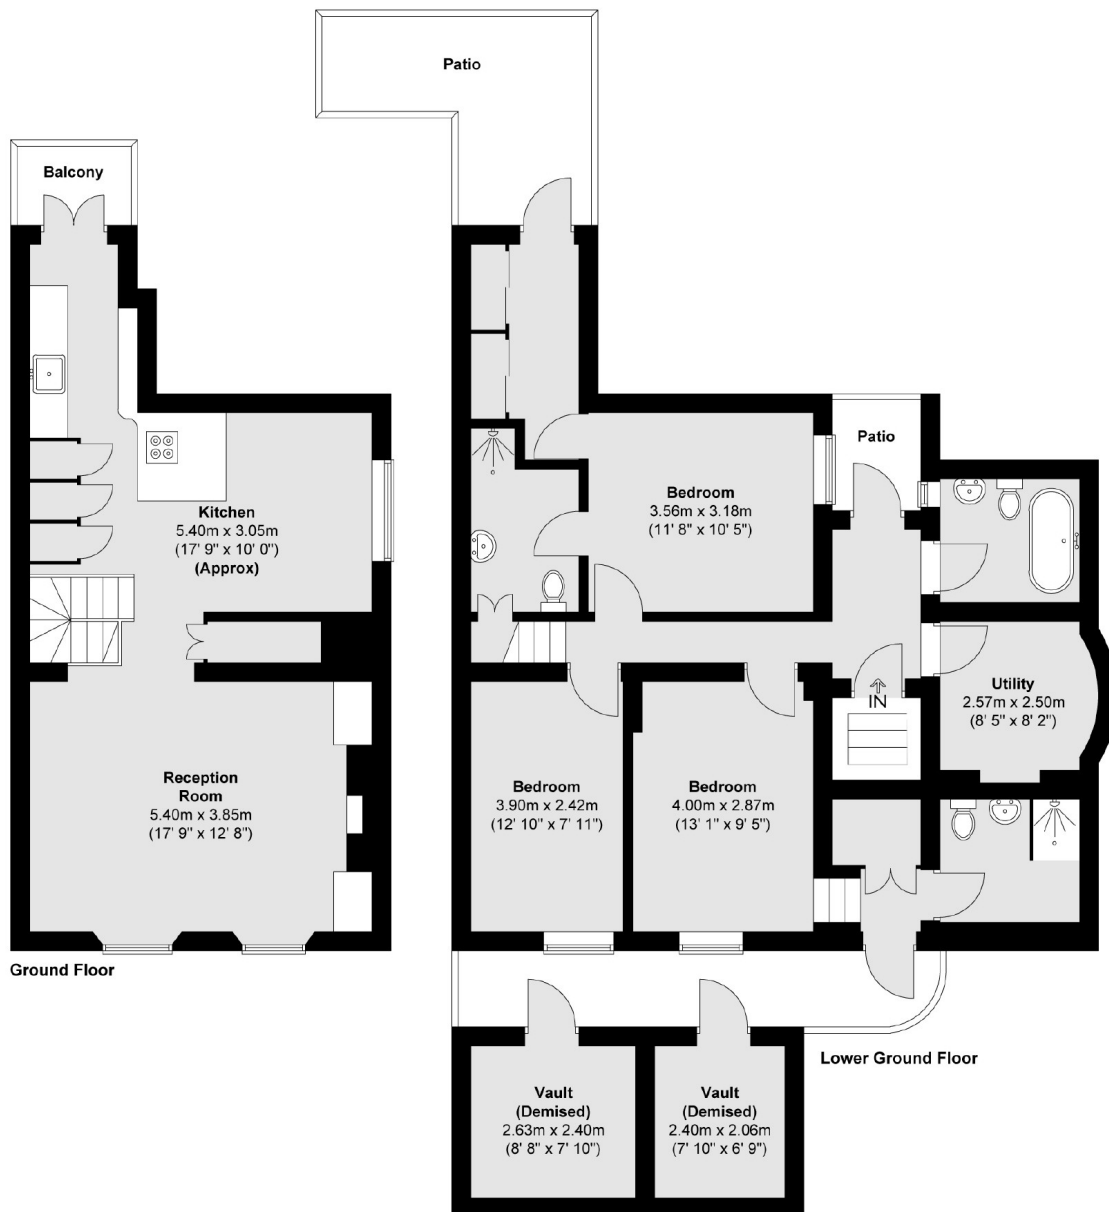 Patio
Balcony
Kitchen
5.40m x 3.05m
(17' 9" x 10' 0")
(Approx)
Reception
Room
5.40m x 3.85m
(17' 9" x 12' 8")
Ground Floor
Bedroom
3.56m x 3.18m
(11' 8" x 10' 5")
Patio
IN
Utility
2.57m x 2.50m
(8' 5" x 8' 2")
Bedroom
3.90m x 2.42m
(12' 10" x 7' 11")
Bedroom
4.00m x 2.87m
(13' 1" x 9' 5")
Lower Ground Floor
Vault
(Demised)
2.63m x 2.40m
(8' 8" x 7' 10")
Vault
(Demised)
2.40m x 2.06m
(7' 10" x 6' 9")